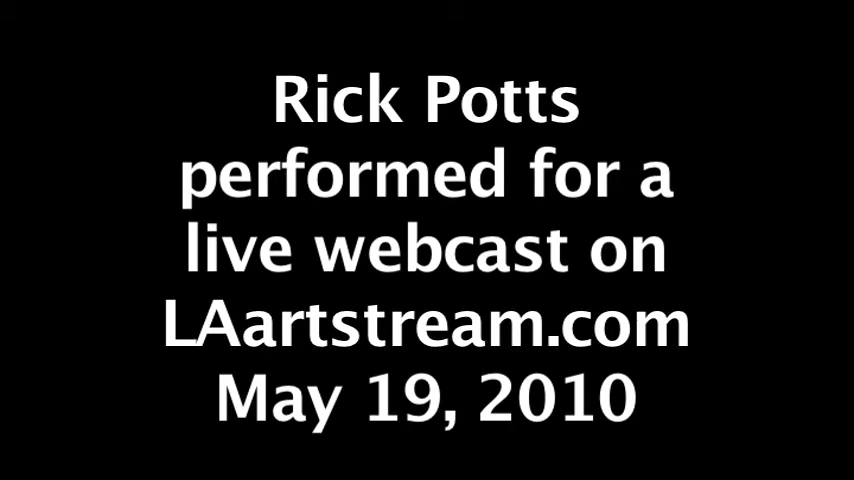 Rick Potts
performed for a
live webcast on
LAartstream.com
May 19, 2010